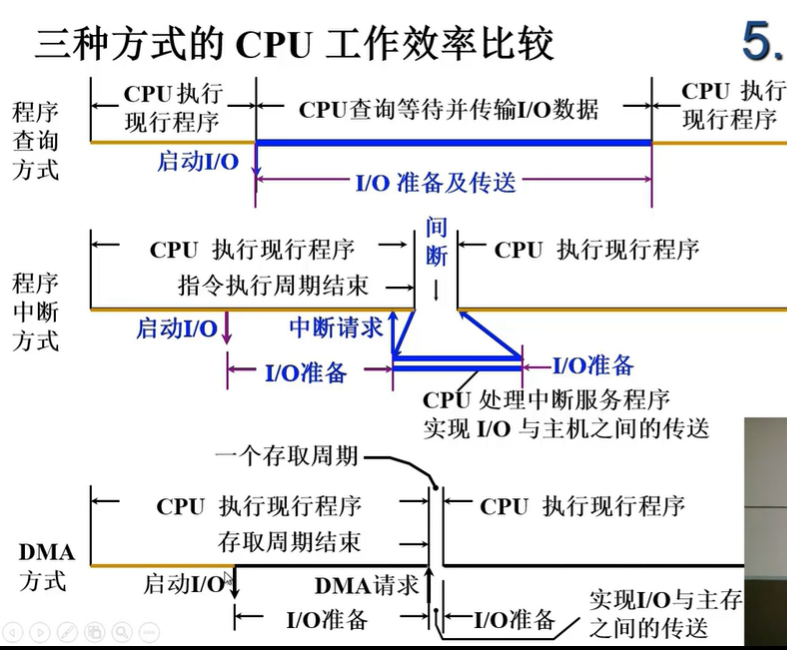 三种方式的 CPU 工作效率比较
5.
程序
查询
方式
CPU 执行
现行程序
CPU查询等待并传输I/O数据
CPU 执行
现行程序
启动I/O
I/O 准备及传送
程序
中断
方式
CPU 执行现行程序
间
断
CPU 执行现行程序
指令执行周期结束
启动I/O
中断请求
I/O准备
I/O准备
CPU 处理中断服务程序
实现 I/O 与主机之间的传送
一个存取周期
DMA
方式
CPU 执行现行程序
CPU 执行现行程序
存取周期结束
启动I/O
DMA请求
I/O准备
I/O准备
实现I/O与主存
之间的传送